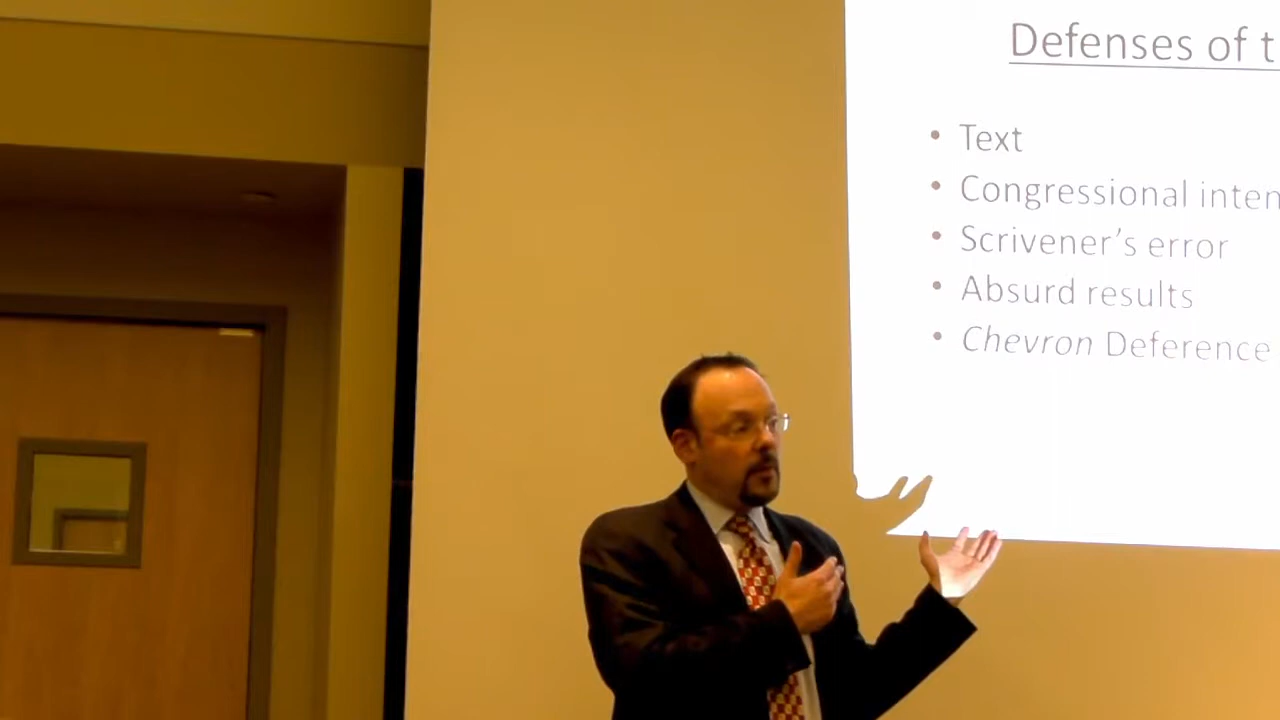 Defenses of t
• Text
• Congressional inten
• Scrivener’s error
• Absurd results
• Chevron Deference